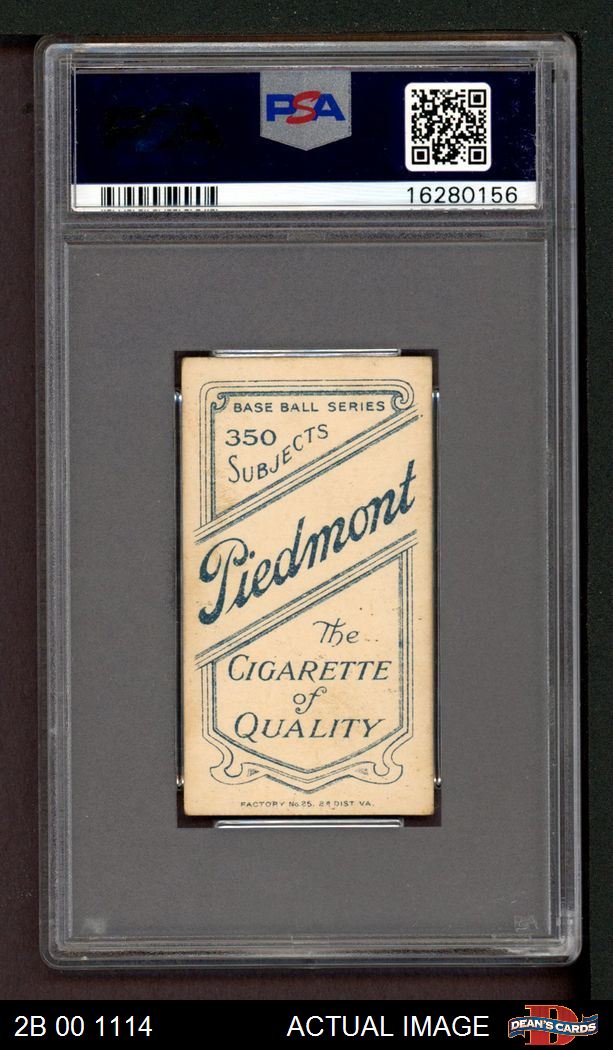 PSA
16280156
BASE BALL SERIES
350
SUBJECTS
Piedmont
The
CIGARETTE
of
QUALITY
FACTORY No. 25. 2d DIST VA.
2B 00 1114
ACTUAL IMAGE
D
DEAN'S CARDS